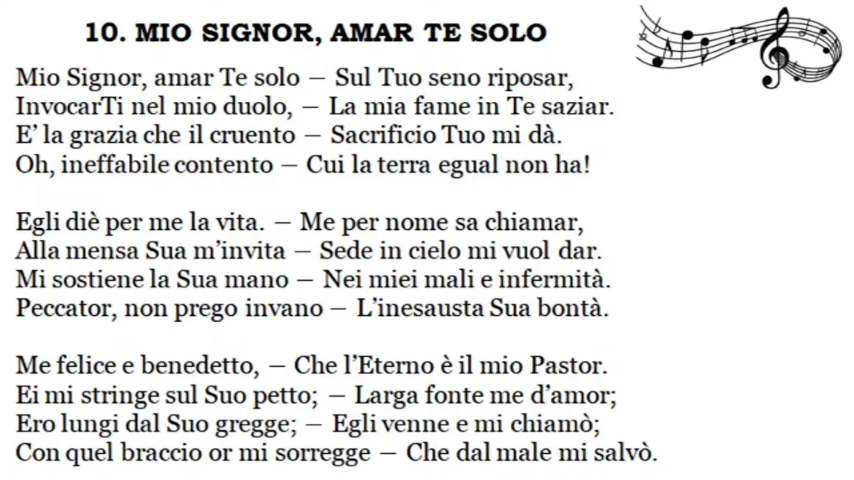 10. MIO SIGNOR, AMAR TE SOLO
Mio Signor, amar Te solo — Sul Tuo seno riposar,
InvocarTi nel mio duolo, — La mia fame in Te saziar.
E’ la grazia che il cruento — Sacrificio Tuo mi dà.
Oh, ineffabile contento — Cui la terra egual non ha!
Egli diè per me la vita. — Me per nome sa chiamar,
Alla mensa Sua m’invita — Sede in cielo mi vuol dar.
Mi sostiene la Sua mano — Nei miei mali e infermità.
Peccator, non prego invano — L’inesausta Sua bontà.
Me felice e benedetto, — Che l’Eterno è il mio Pastor.
Ei mi stringe sul Suo petto; — Larga fonte me d’amor;
Ero lungi dal Suo gregge; — Egli venne e mi chiamò;
Con quel braccio or mi sorregge — Che dal male mi salvò.